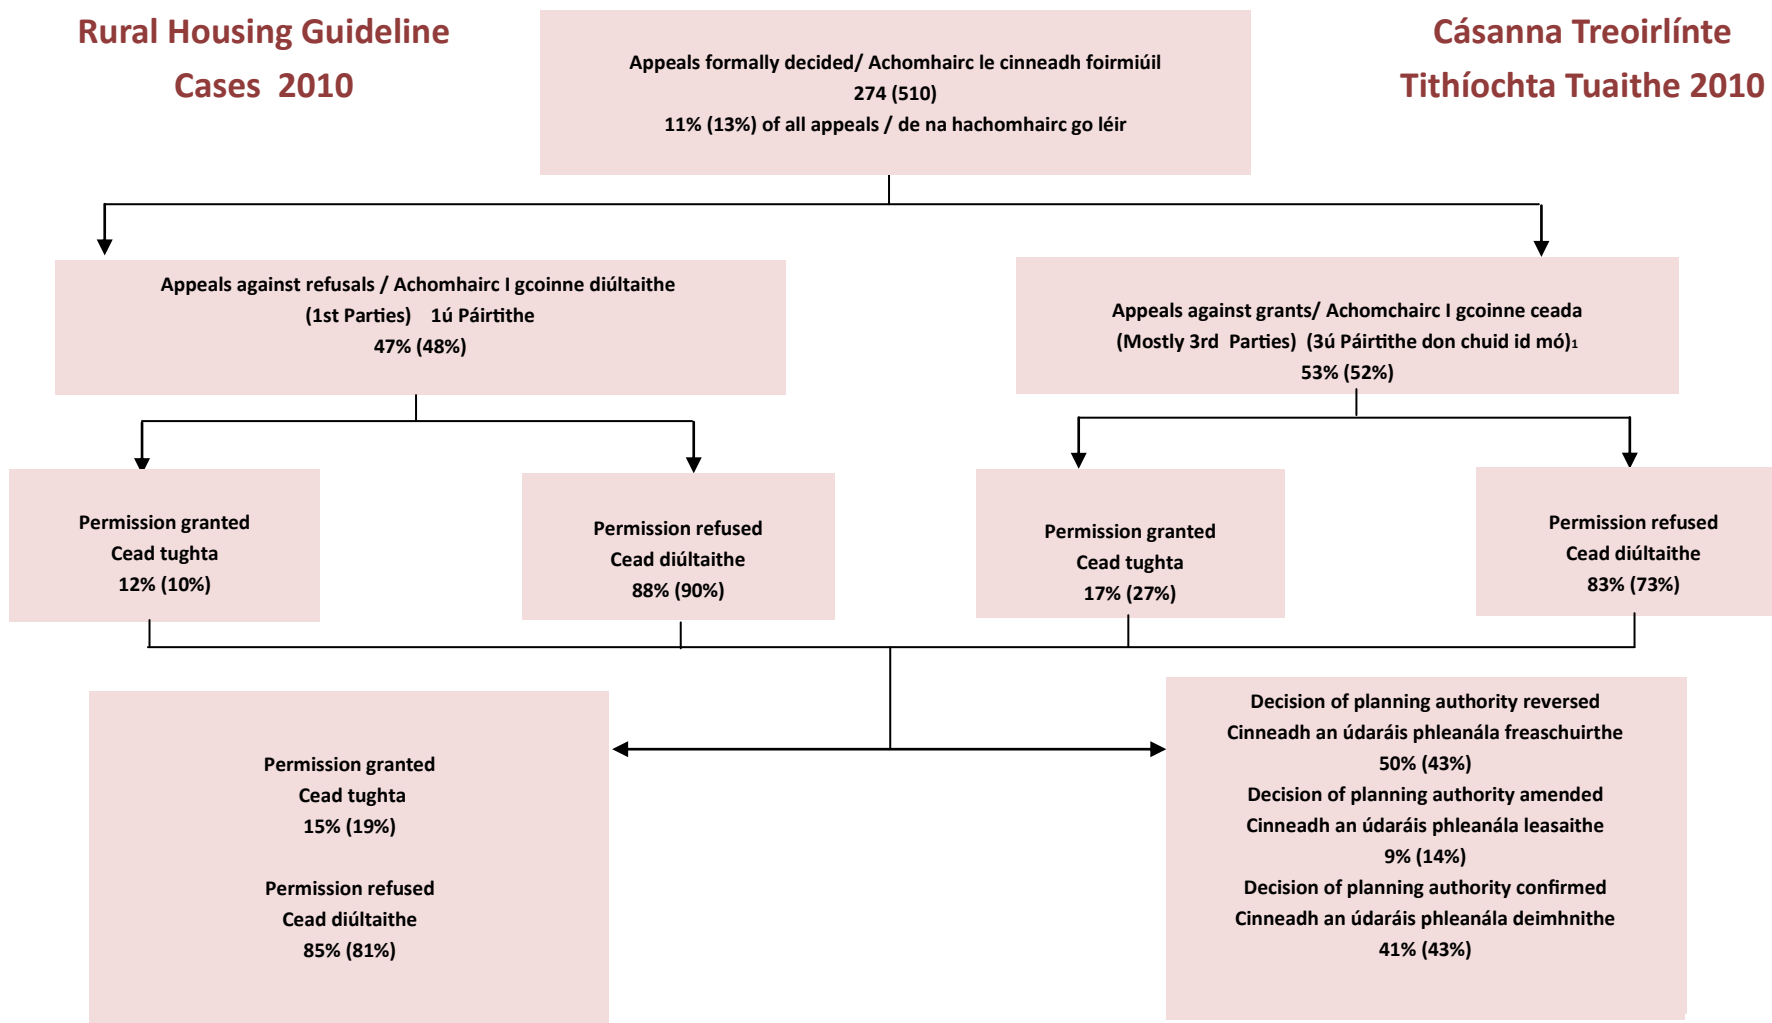 Rural Housing Guideline
Cases 2010
Cásanna Treoirlínte
Tithíochta Tuaithe 2010
Appeals formally decided/ Achomhairc le cinneadh foirmiúil
274 (510)
11% (13%) of all appeals / de na hachomhairc go léir
Appeals against refusals / Achomhairc I gcoinne diúltaithe
(1st Parties) 1ú Páirtithe
47% (48%)
Appeals against grants/ Achomchairc I gcoinne ceada
(Mostly 3rd Parties) (3ú Páirtithe don chuid id mó)1
53% (52%)
Permission granted
Cead tughta
12% (10%)
Permission refused
Cead diúltaithe
88% (90%)
Permission granted
Cead tughta
17% (27%)
Permission refused
Cead diúltaithe
83% (73%)
Permission granted
Cead tughta
15% (19%)
Permission refused
Cead diúltaithe
85% (81%)
Decision of planning authority reversed
Cinneadh an údaráis phleanála freaschuirthe
50% (43%)
Decision of planning authority amended
Cinneadh an údaráis phleanála leasaithe
9% (14%)
Decision of planning authority confirmed
Cinneadh an údaráis phleanála deimhnithe
41% (43%)